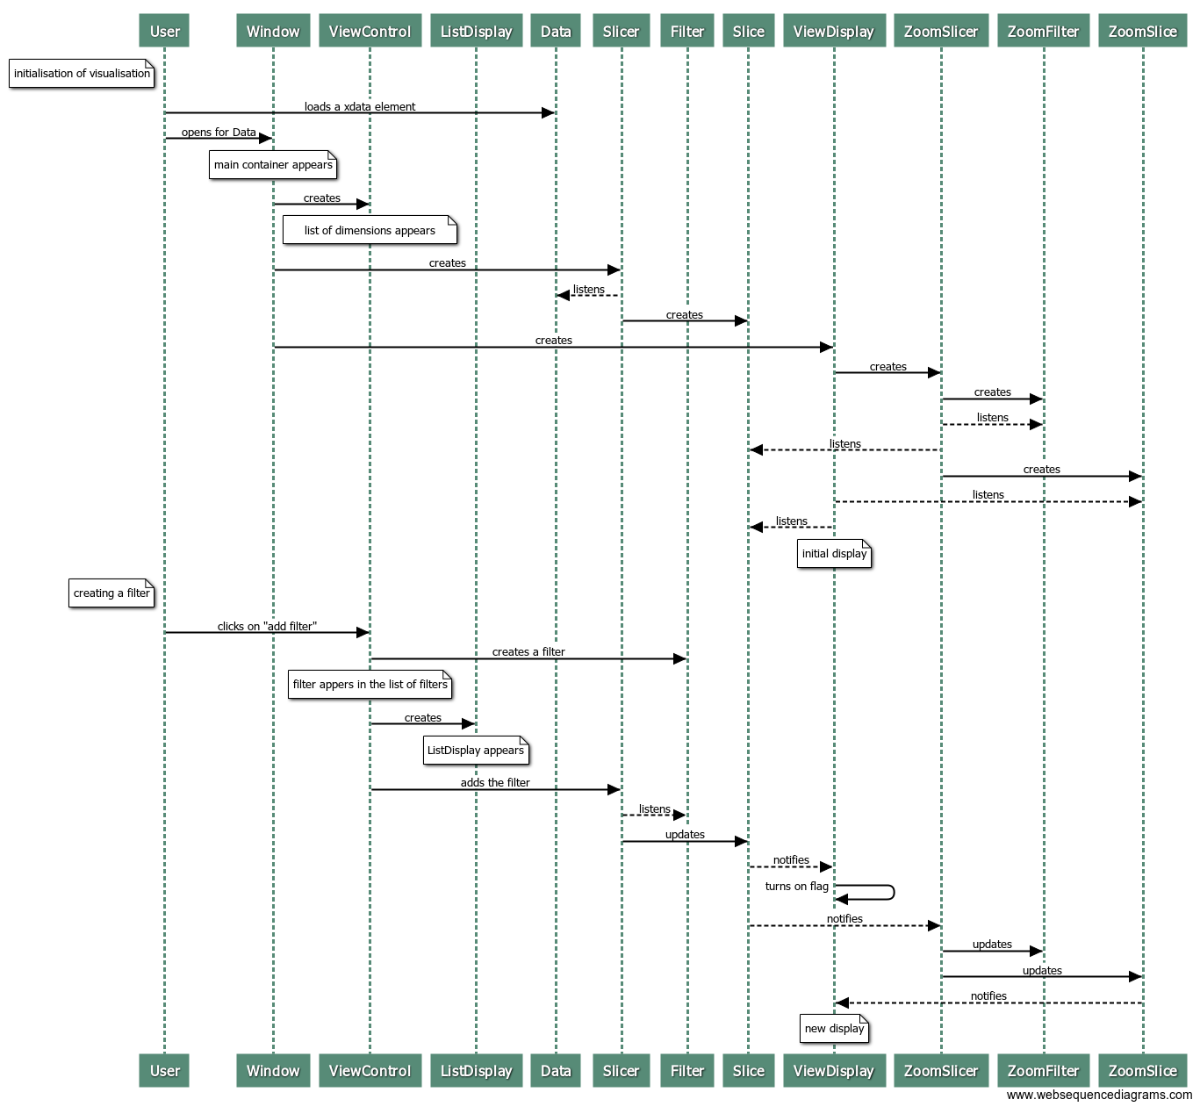 User Window ViewControl ListDisplay Data Slicer Filter Slice ViewDisplay ZoomSlicer ZoomFilter ZoomSlice
initialisation of visualisation
loads a xdata element
opens for Data
main container appears
creates
list of dimensions appears
creates
listens
creates
creates
creates
creates
listens
listens
creates
listens
listens
initial display
creating a filter
clicks on "add filter"
creates a filter
filter appers in the list of filters
creates
ListDisplay appears
adds the filter
listens
updates
notifies
turns on flag
notifies
updates
updates
notifies
new display
User Window ViewControl ListDisplay Data Slicer Filter Slice ViewDisplay ZoomSlicer ZoomFilter ZoomSlice
www.websequencediagrams.com